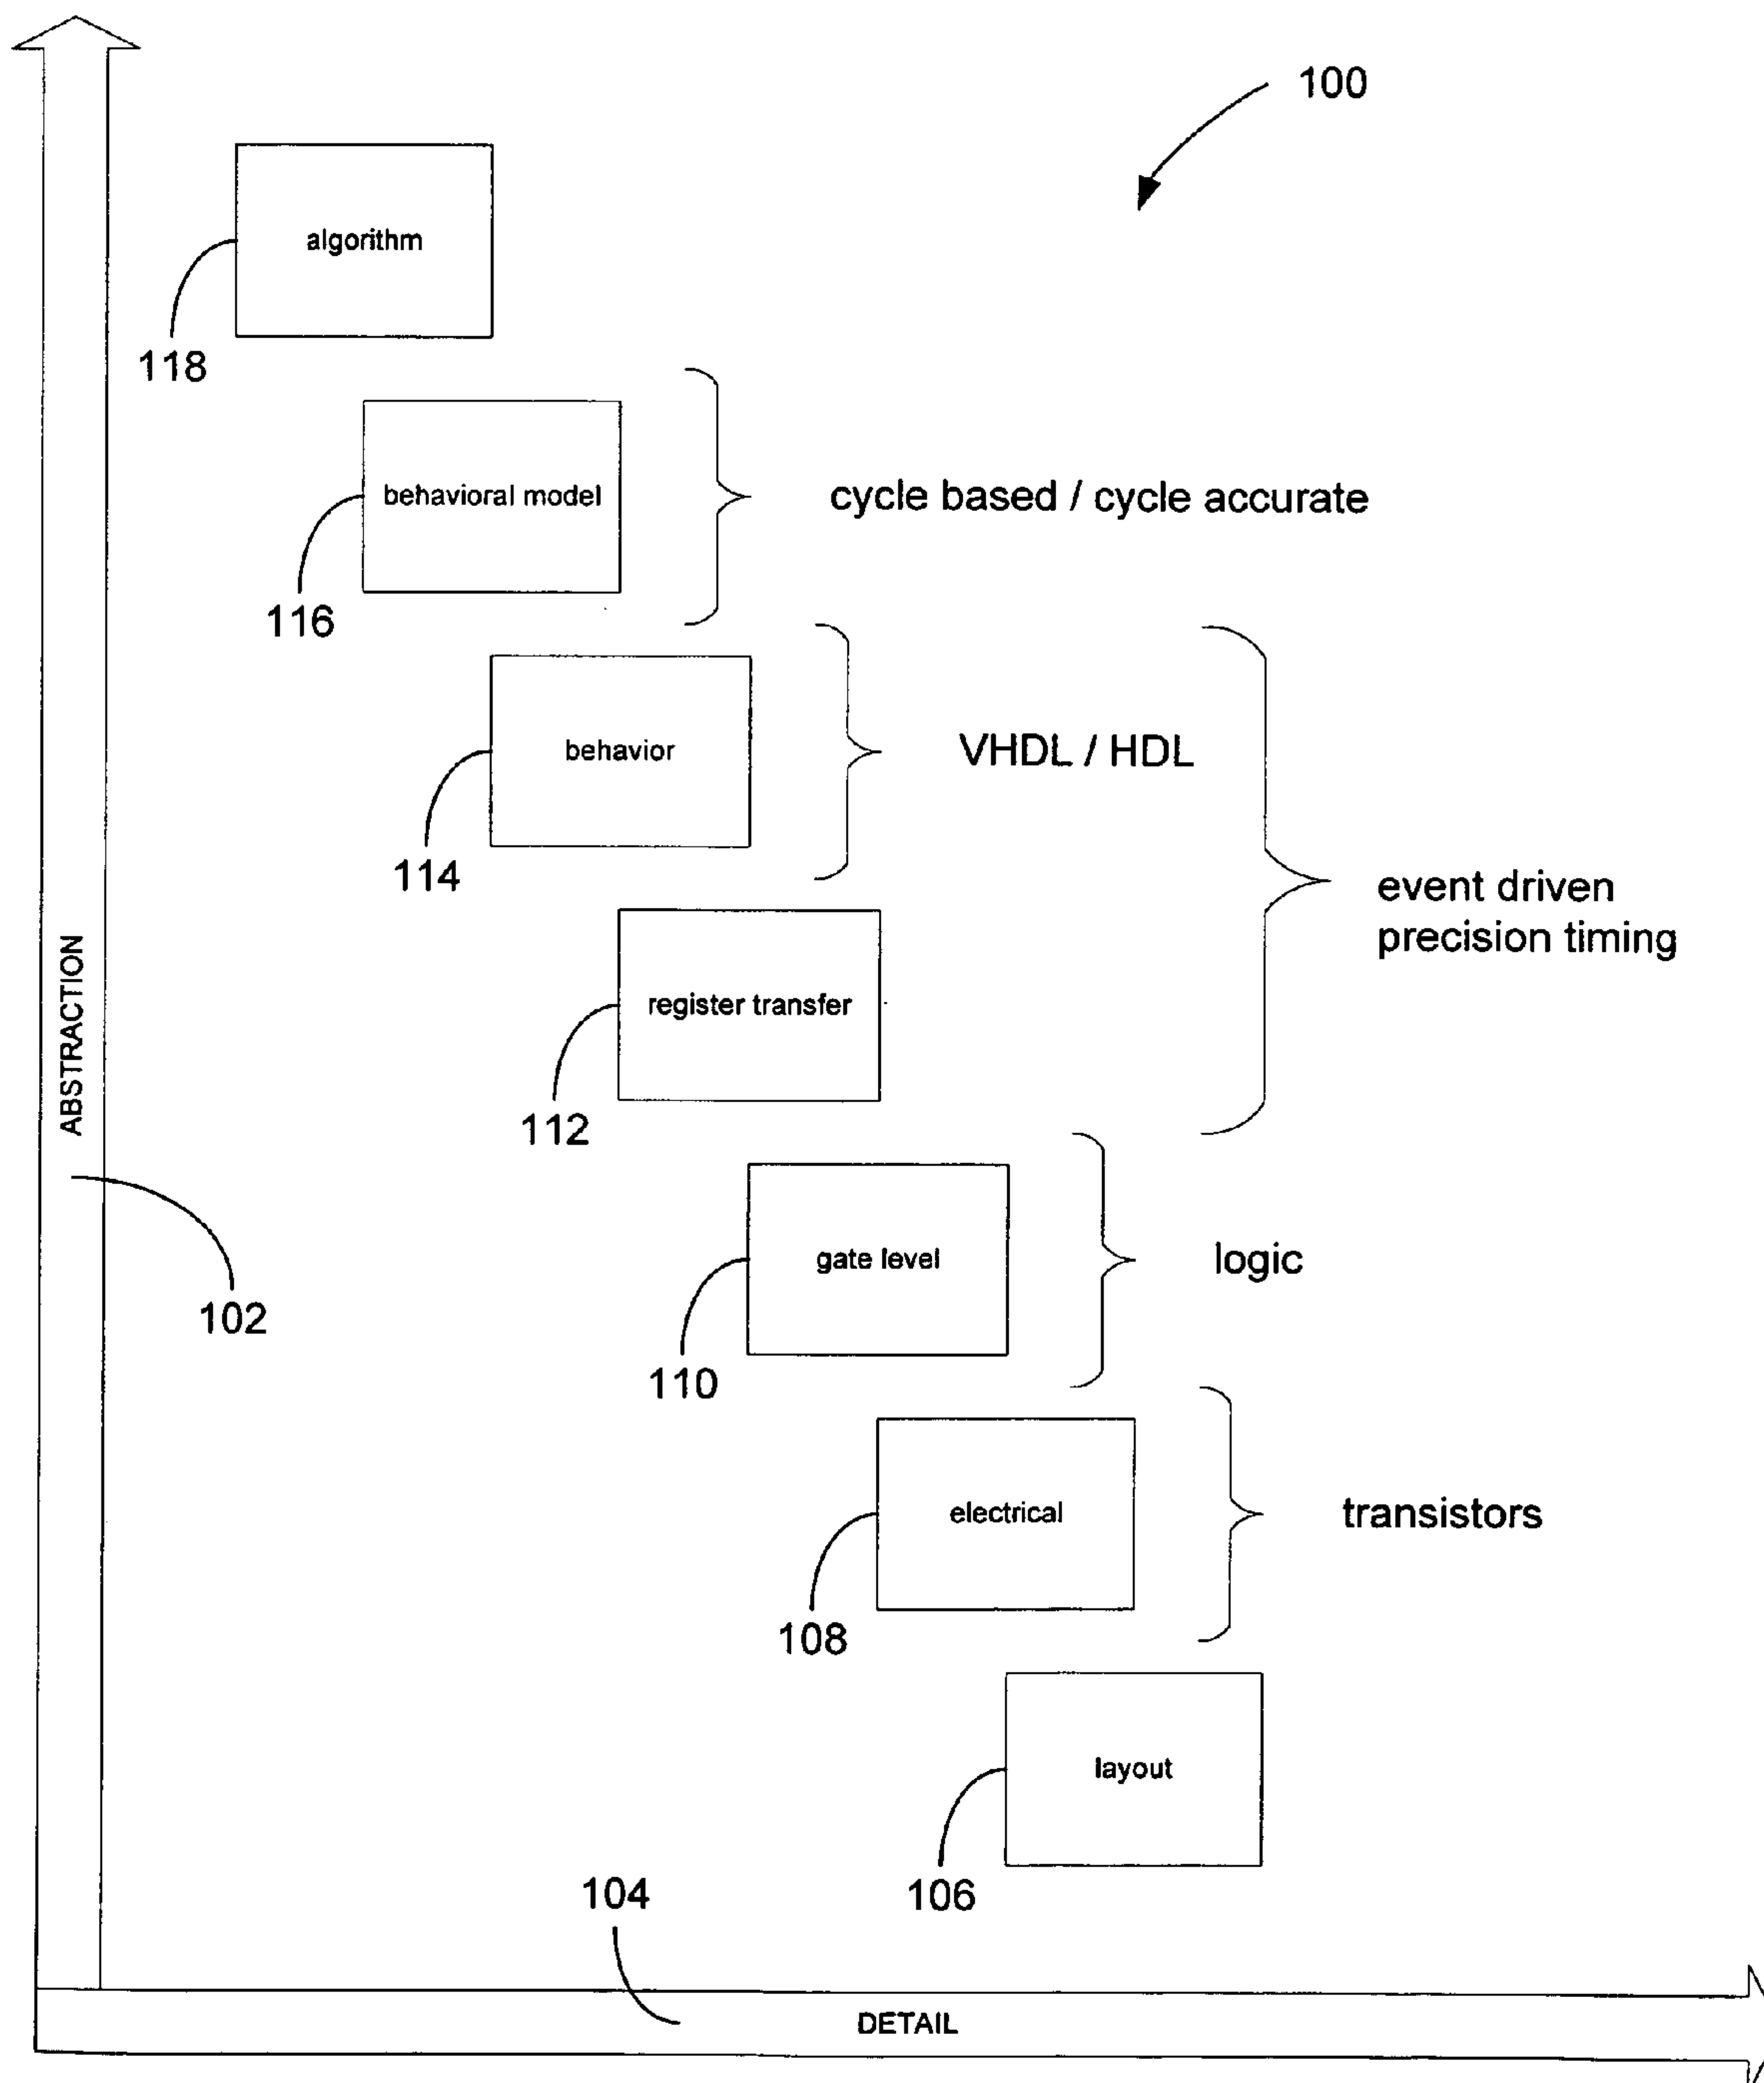 100
algorithm
118
behavioral model
cycle based / cycle accurate
116
behavior
VHDL / HDL
114
event driven
precision timing
register transfer
112
ABSTRACTION
102
gate level
logic
110
electrical
transistors
108
layout
106
104
DETAIL